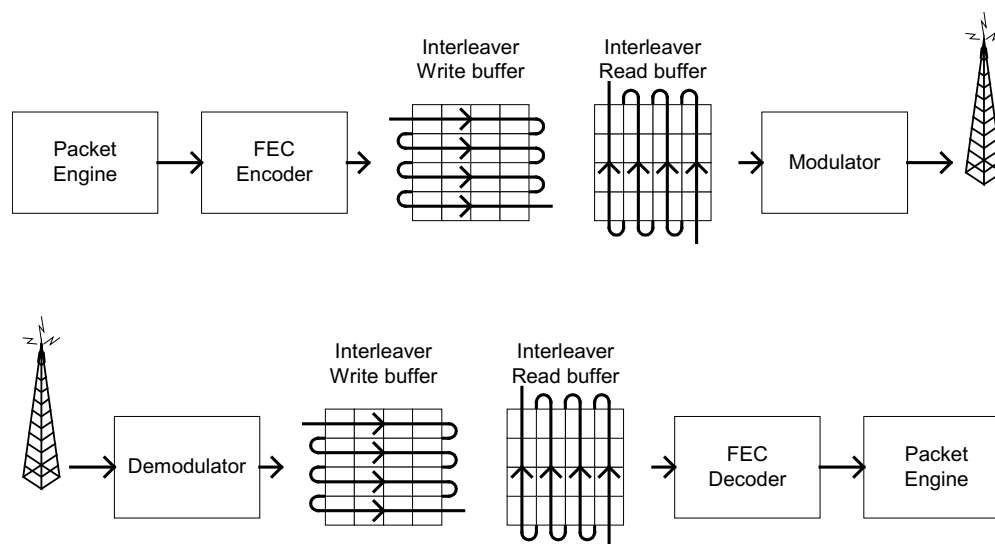 Interleaver
Write buffer
Interleaver
Read buffer
Packet
Engine
FEC
Encoder
Modulator
Interleaver
Write buffer
Interleaver
Read buffer
Demodulator
FEC
Decoder
Packet
Engine